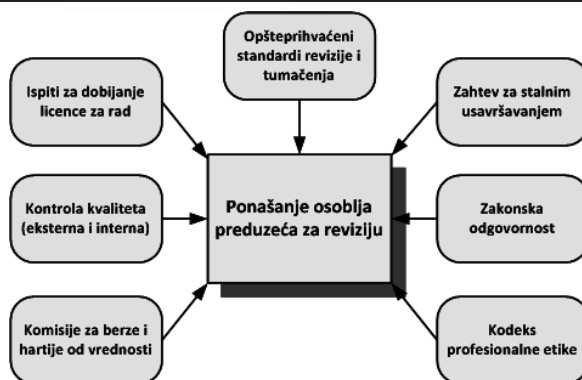 Opšteprihvaćeni
standardi revizije i
tumačenja
Ispiti za dobijanje
licence za rad
Zahtev za stalnim
usavršavanjem
Kontrola kvaliteta
(eksterna i interna)
Ponašanje osoblja
preduzeća za reviziju
Zakonska
odgovornost
Komisije za berze i
hartije od vrednosti
Kodeks
profesionalne etike